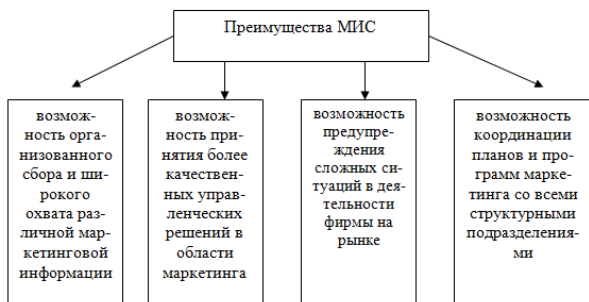 Преимущества МИС
возмож-
ность орга-
низованного
сбора и ши-
рокого
охвата раз-
личной мар-
кетинговой
информации
возмож-
ность при-
нятия более
качествен-
ных управ-
ленческих
решений в
области
маркетинга
возможность
предупре-
ждения
сложных си-
туаций в дея-
тельности
фирмы на
рынке
возможность
координации
планов и про-
грамм марке-
тинга со всеми
структурными
подразделения-
ми